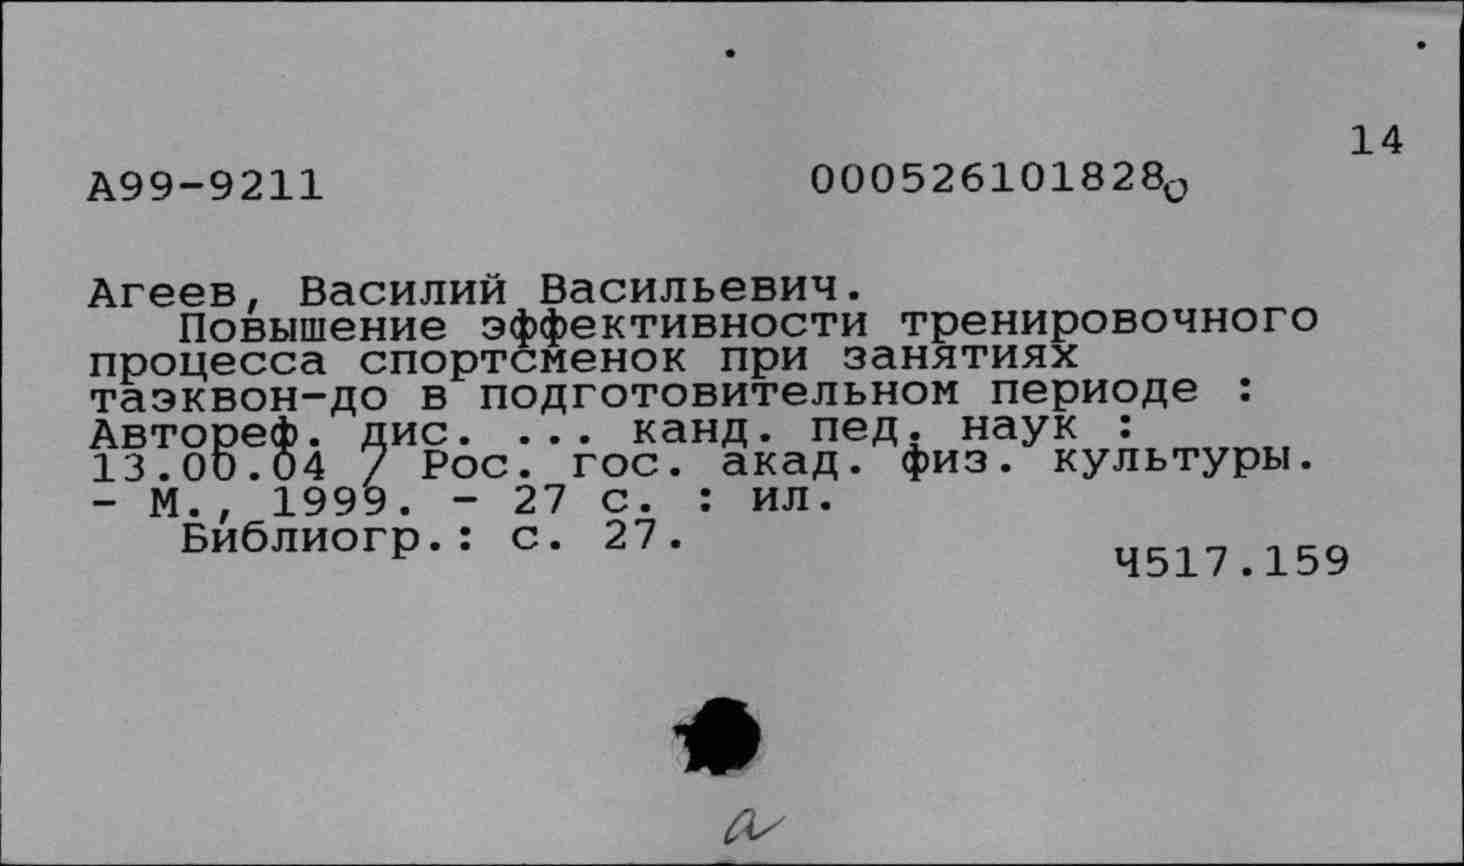 14
А99-9211 000526101828о
Агеев, Василий Васильевич.
Повышение эффективности тренировочного
процесса спортсменок при занятиях
таэквон-до в подготовительном периоде :
Автореф. дис. ... канд. пед. наук :
13.00.04 / Рос. гос. акад. физ. культуры.
- М., 1999. - 27 с. : ил.
Библиогр.: с. 27.
Ч517.159
а